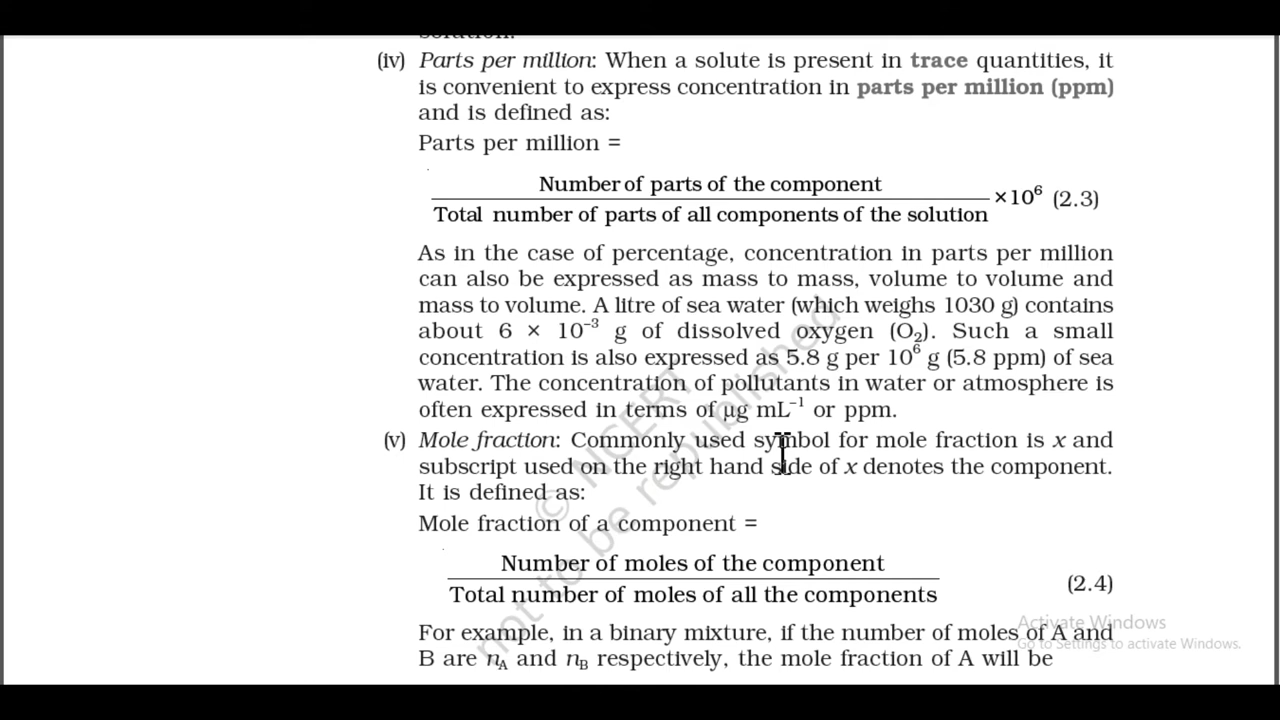 solution.
(iv) Parts per million: When a solute is present in trace quantities, it
is convenient to express concentration in parts per million (ppm)
and is defined as:
Parts per million =
Number of parts of the component
Total number of parts of all components of the solution
×10⁶ (2.3)
As in the case of percentage, concentration in parts per million
can also be expressed as mass to mass, volume to volume and
mass to volume. A litre of sea water (which weighs 1030 g) contains
about 6 × 10⁻³ g of dissolved oxygen (O₂). Such a small
concentration is also expressed as 5.8 g per 10⁶ g (5.8 ppm) of sea
water. The concentration of pollutants in water or atmosphere is
often expressed in terms of μg mL⁻¹ or ppm.
(v) Mole fraction: Commonly used symbol for mole fraction is x and
subscript used on the right hand side of x denotes the component.
It is defined as:
Mole fraction of a component =
Number of moles of the component
Total number of moles of all the components
(2.4)
For example, in a binary mixture, if the number of moles of A and
B are n_A and n_B respectively, the mole fraction of A will be
© NCERT
not to be republished
Activate Windows
Go to Settings to activate Windows.